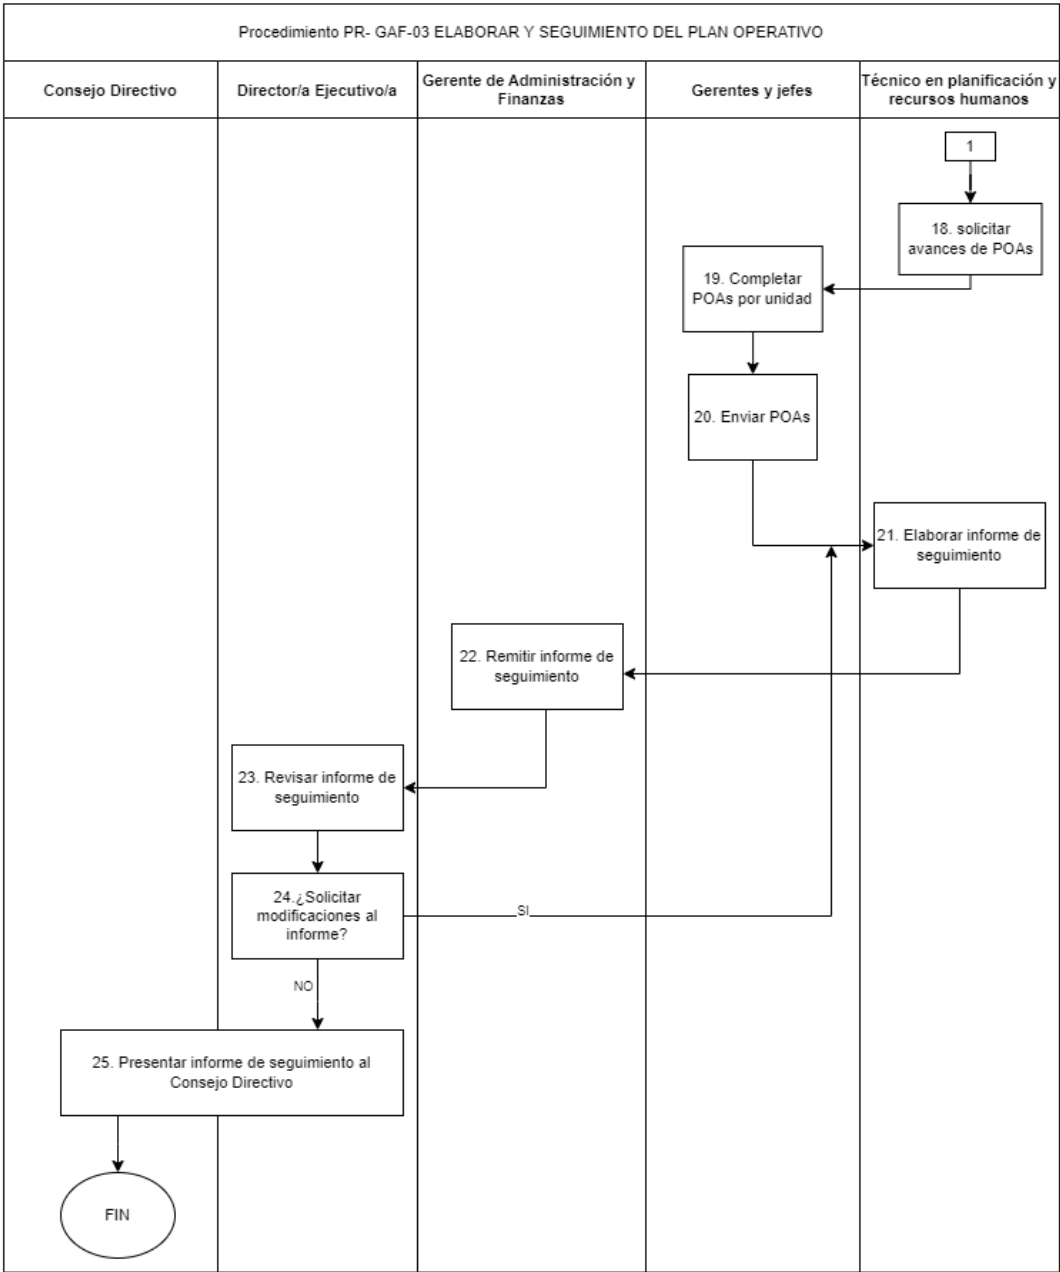 Procedimiento PR- GAF-03 ELABORAR Y SEGUIMIENTO DEL PLAN OPERATIVO
Consejo Directivo
Director/a Ejecutivo/a
Gerente de Administración y
Finanzas
Gerentes y jefes
Técnico en planificación y
recursos humanos
1
18. solicitar
avances de POAs
19. Completar
POAs por unidad
20. Enviar POAs
21. Elaborar informe de
seguimiento
22. Remitir informe de
seguimiento
23. Revisar informe de
seguimiento
24.¿Solicitar
modificaciones al
informe?
SI
NO
25. Presentar informe de seguimiento al
Consejo Directivo
FIN